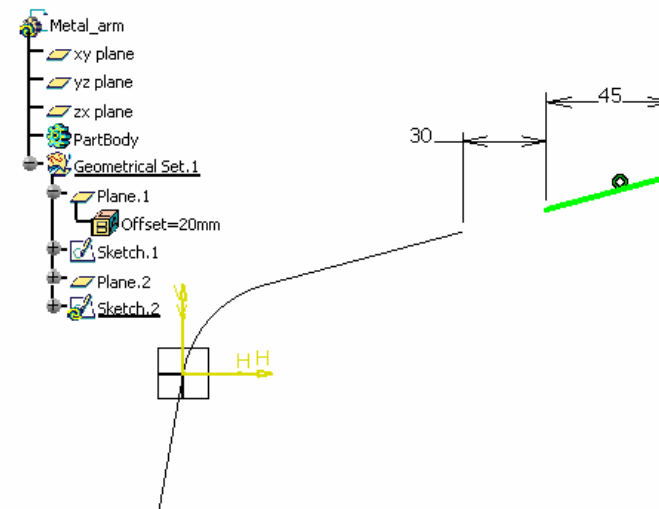 Metal_arm
xy plane
yz plane
zx plane
PartBody
Geometrical Set.1
Plane.1
Offset=20mm
Sketch.1
Plane.2
Sketch.2
30
45
V
H H